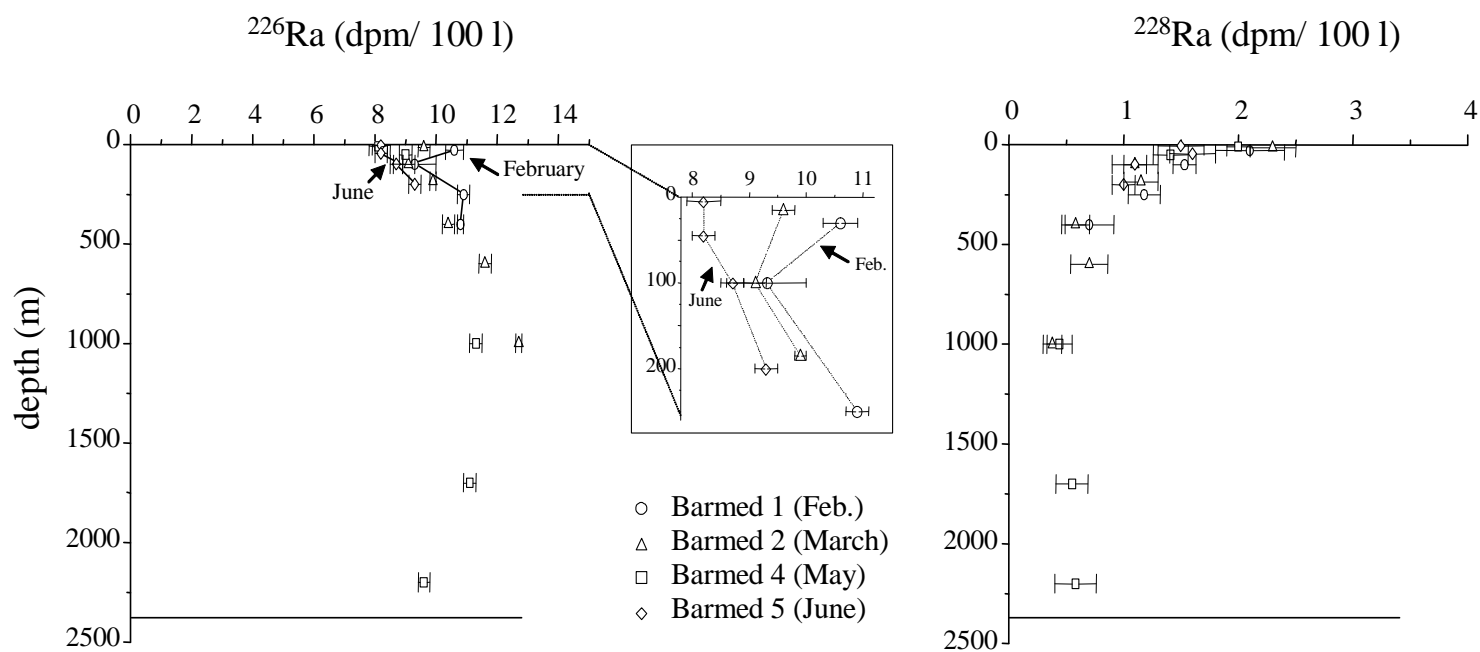 ²²⁶Ra (dpm/ 100 l)
²²⁸Ra (dpm/ 100 l)
0 2 4 6 8 10 12 14
0 1 2 3 4
depth (m)
0
500
1000
1500
2000
2500
June
February
8 9 10 11
0
100
200
Feb.
June
Barmed 1 (Feb.)
Barmed 2 (March)
Barmed 4 (May)
Barmed 5 (June)
0
500
1000
1500
2000
2500